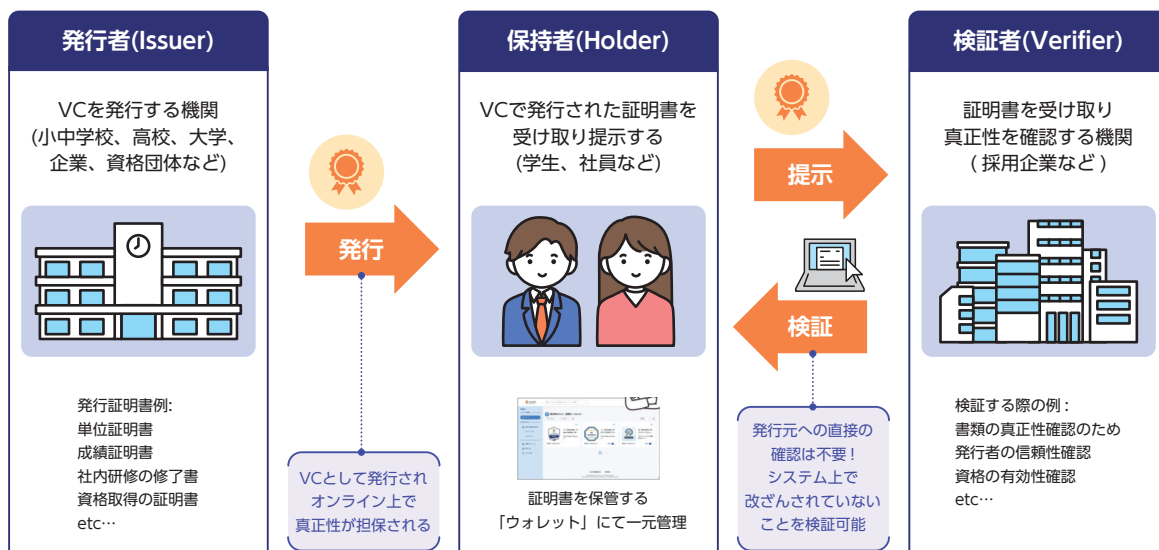 発行者(Issuer)
VCを発行する機関
(小中学校、高校、大学、
企業、資格団体など)
発行証明書例:
単位証明書
成績証明書
社内研修の修了書
資格取得の証明書
etc…
発行
VCとして発行され
オンライン上で
真正性が担保される
保持者(Holder)
VCで発行された証明書を
受け取り提示する
(学生、社員など)
証明書を保管する
「ウォレット」にて一元管理
提示
検証
発行元への直接の
確認は不要！
システム上で
改ざんされていない
ことを検証可能
検証者(Verifier)
証明書を受け取り
真正性を確認する機関
( 採用企業など )
検証する際の例 :
書類の真正性確認のため
発行者の信頼性確認
資格の有効性確認
etc…